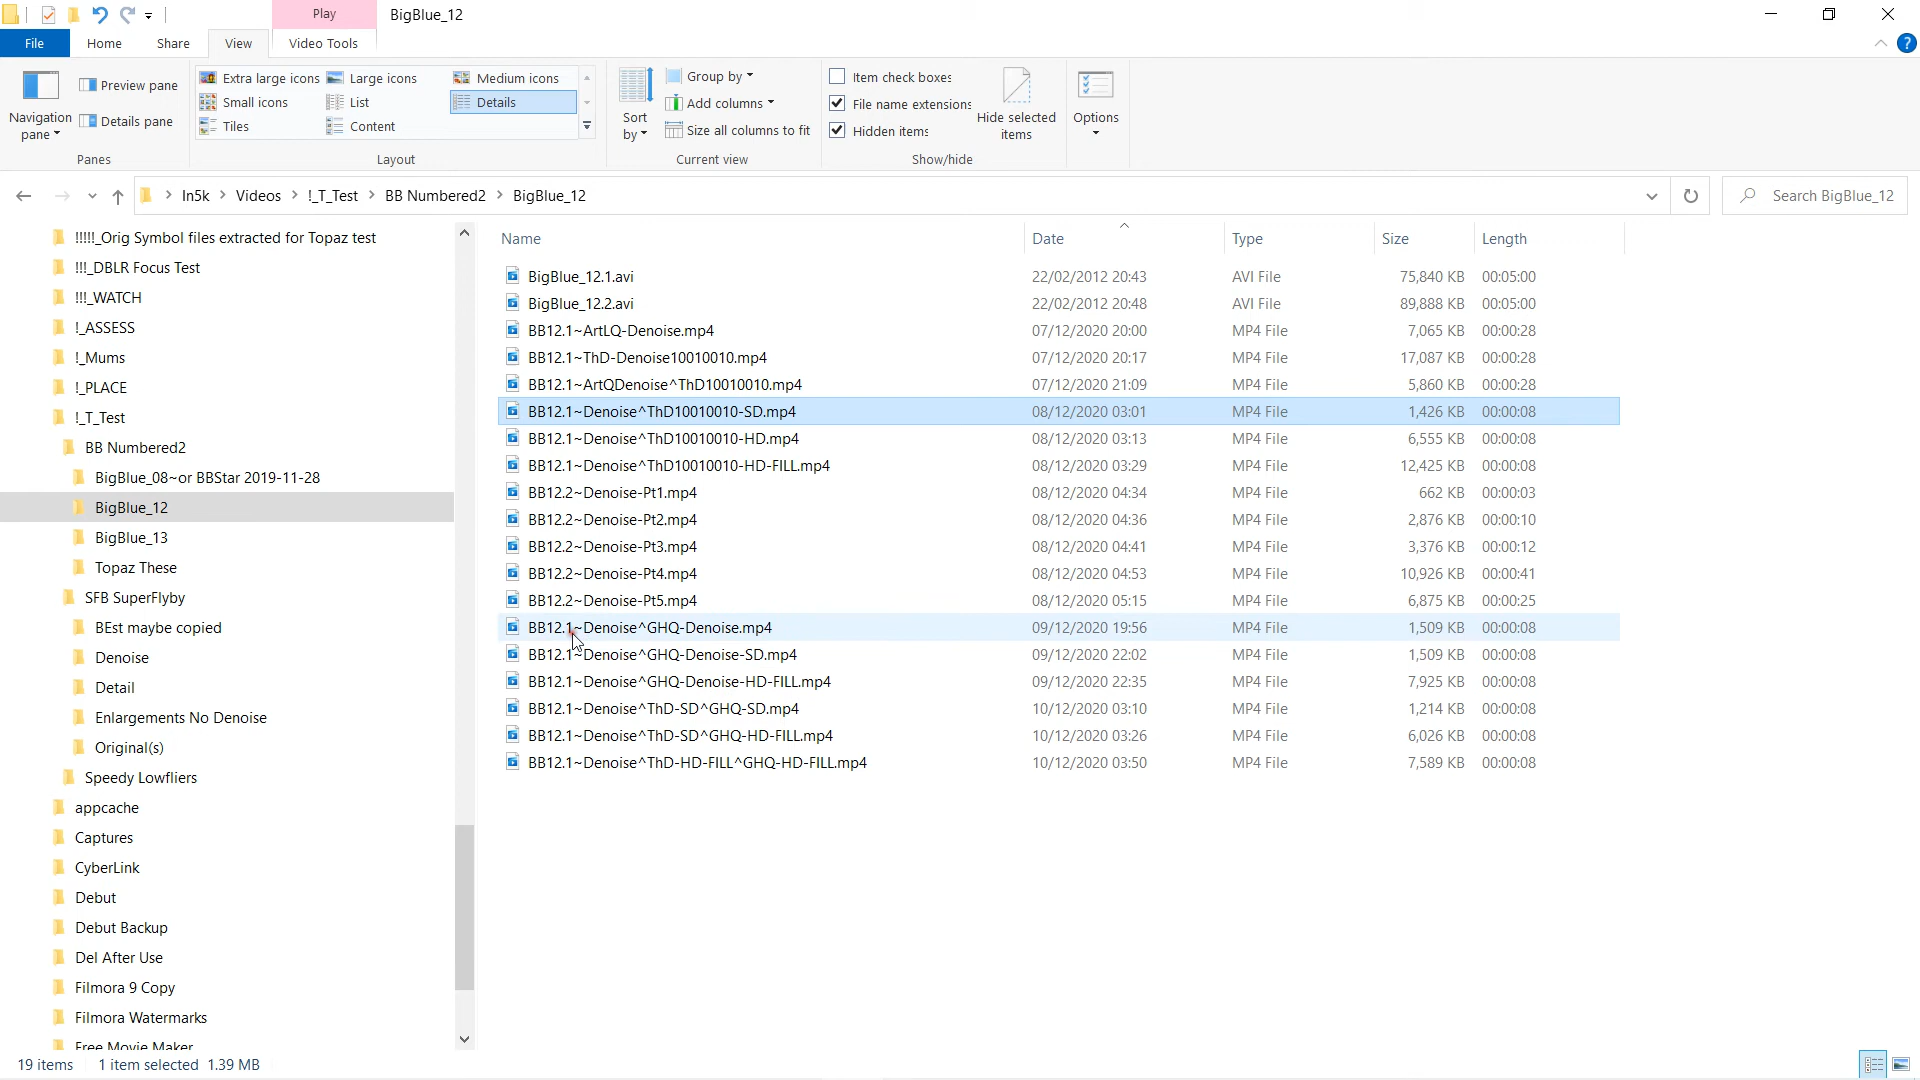 Play
BigBlue_12
File
Home
Share
View
Video Tools
?
Navigation pane
Preview pane
Details pane
Panes
Extra large icons
Large icons
Medium icons
Small icons
List
Details
Tiles
Content
Layout
Sort by
Group by
Add columns
Size all columns to fit
Current view
Item check boxes
File name extensions
Hidden items
Hide selected items
Show/hide
Options
In5k
Videos
!_T_Test
BB Numbered2
BigBlue_12
Search BigBlue_12
!!!!!_Orig Symbol files extracted for Topaz test
!!!_DBLR Focus Test
!!!_WATCH
!_ASSESS
!_Mums
!_PLACE
!_T_Test
BB Numbered2
BigBlue_08~or BBStar 2019-11-28
BigBlue_12
BigBlue_13
Topaz These
SFB SuperFlyby
BEst maybe copied
Denoise
Detail
Enlargements No Denoise
Original(s)
Speedy Lowfliers
appcache
Captures
CyberLink
Debut
Debut Backup
Del After Use
Filmora 9 Copy
Filmora Watermarks
Free Movie Maker
Name Date Type Size Length
BigBlue_12.1.avi 22/02/2012 20:43 AVI File 75,840 KB 00:05:00
BigBlue_12.2.avi 22/02/2012 20:48 AVI File 89,888 KB 00:05:00
BB12.1~ArtLQ-Denoise.mp4 07/12/2020 20:00 MP4 File 7,065 KB 00:00:28
BB12.1~ThD-Denoise10010010.mp4 07/12/2020 20:17 MP4 File 17,087 KB 00:00:28
BB12.1~ArtQDenoise^ThD10010010.mp4 07/12/2020 21:09 MP4 File 5,860 KB 00:00:28
BB12.1~Denoise^ThD10010010-SD.mp4 08/12/2020 03:01 MP4 File 1,426 KB 00:00:08
BB12.1~Denoise^ThD10010010-HD.mp4 08/12/2020 03:13 MP4 File 6,555 KB 00:00:08
BB12.1~Denoise^ThD10010010-HD-FILL.mp4 08/12/2020 03:29 MP4 File 12,425 KB 00:00:08
BB12.2~Denoise-Pt1.mp4 08/12/2020 04:34 MP4 File 662 KB 00:00:03
BB12.2~Denoise-Pt2.mp4 08/12/2020 04:36 MP4 File 2,876 KB 00:00:10
BB12.2~Denoise-Pt3.mp4 08/12/2020 04:41 MP4 File 3,376 KB 00:00:12
BB12.2~Denoise-Pt4.mp4 08/12/2020 04:53 MP4 File 10,926 KB 00:00:41
BB12.2~Denoise-Pt5.mp4 08/12/2020 05:15 MP4 File 6,875 KB 00:00:25
BB12.1~Denoise^GHQ-Denoise.mp4 09/12/2020 19:56 MP4 File 1,509 KB 00:00:08
BB12.1~Denoise^GHQ-Denoise-SD.mp4 09/12/2020 22:02 MP4 File 1,509 KB 00:00:08
BB12.1~Denoise^GHQ-Denoise-HD-FILL.mp4 09/12/2020 22:35 MP4 File 7,925 KB 00:00:08
BB12.1~Denoise^ThD-SD^GHQ-SD.mp4 10/12/2020 03:10 MP4 File 1,214 KB 00:00:08
BB12.1~Denoise^ThD-SD^GHQ-HD-FILL.mp4 10/12/2020 03:26 MP4 File 6,026 KB 00:00:08
BB12.1~Denoise^ThD-HD-FILL^GHQ-HD-FILL.mp4 10/12/2020 03:50 MP4 File 7,589 KB 00:00:08
19 items 1 item selected 1.39 MB